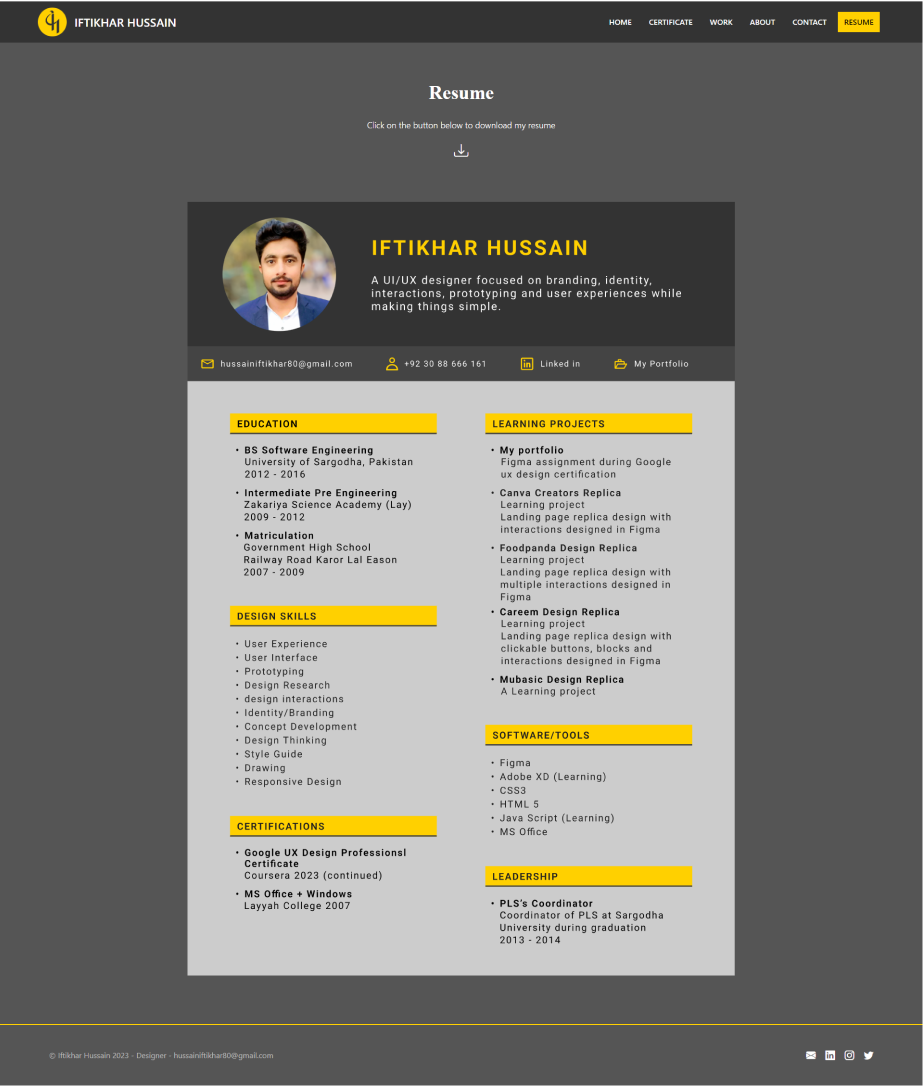 IFTIKHAR HUSSAIN
HOME CERTIFICATE WORK ABOUT CONTACT RESUME
Resume
Click on the button below to download my resume
IFTIKHAR HUSSAIN
A UI/UX designer focused on branding, identity,
interactions, prototyping and user experiences while
making things simple.
hussainiftikhar80@gmail.com +92 30 88 666 161 Linked in My Portfolio
EDUCATION
• BS Software Engineering
University of Sargodha, Pakistan
2012 - 2016
• Intermediate Pre Engineering
Zakariya Science Academy (Lay)
2009 - 2012
• Matriculation
Government High School
Railway Road Karor Lal Eason
2007 - 2009
DESIGN SKILLS
• User Experience
• User Interface
• Prototyping
• Design Research
• design interactions
• Identity/Branding
• Concept Development
• Design Thinking
• Style Guide
• Drawing
• Responsive Design
CERTIFICATIONS
• Google UX Design Professionsl
Certificate
Coursera 2023 (continued)
• MS Office + Windows
Layyah College 2007
LEARNING PROJECTS
• My portfolio
Figma assignment during Google
ux design certification
• Canva Creators Replica
Learning project
Landing page replica design with
interactions designed in Figma
• Foodpanda Design Replica
Learning project
Landing page replica design with
multiple interactions designed in
Figma
• Careem Design Replica
Learning project
Landing page replica design with
clickable buttons, blocks and
interactions designed in Figma
• Mubasic Design Replica
A Learning project
SOFTWARE/TOOLS
• Figma
• Adobe XD (Learning)
• CSS3
• HTML 5
• Java Script (Learning)
• MS Office
LEADERSHIP
• PLS's Coordinator
Coordinator of PLS at Sargodha
University during graduation
2013 - 2014
© Iftikhar Hussain 2023 - Designer - hussainiftikhar80@gmail.com